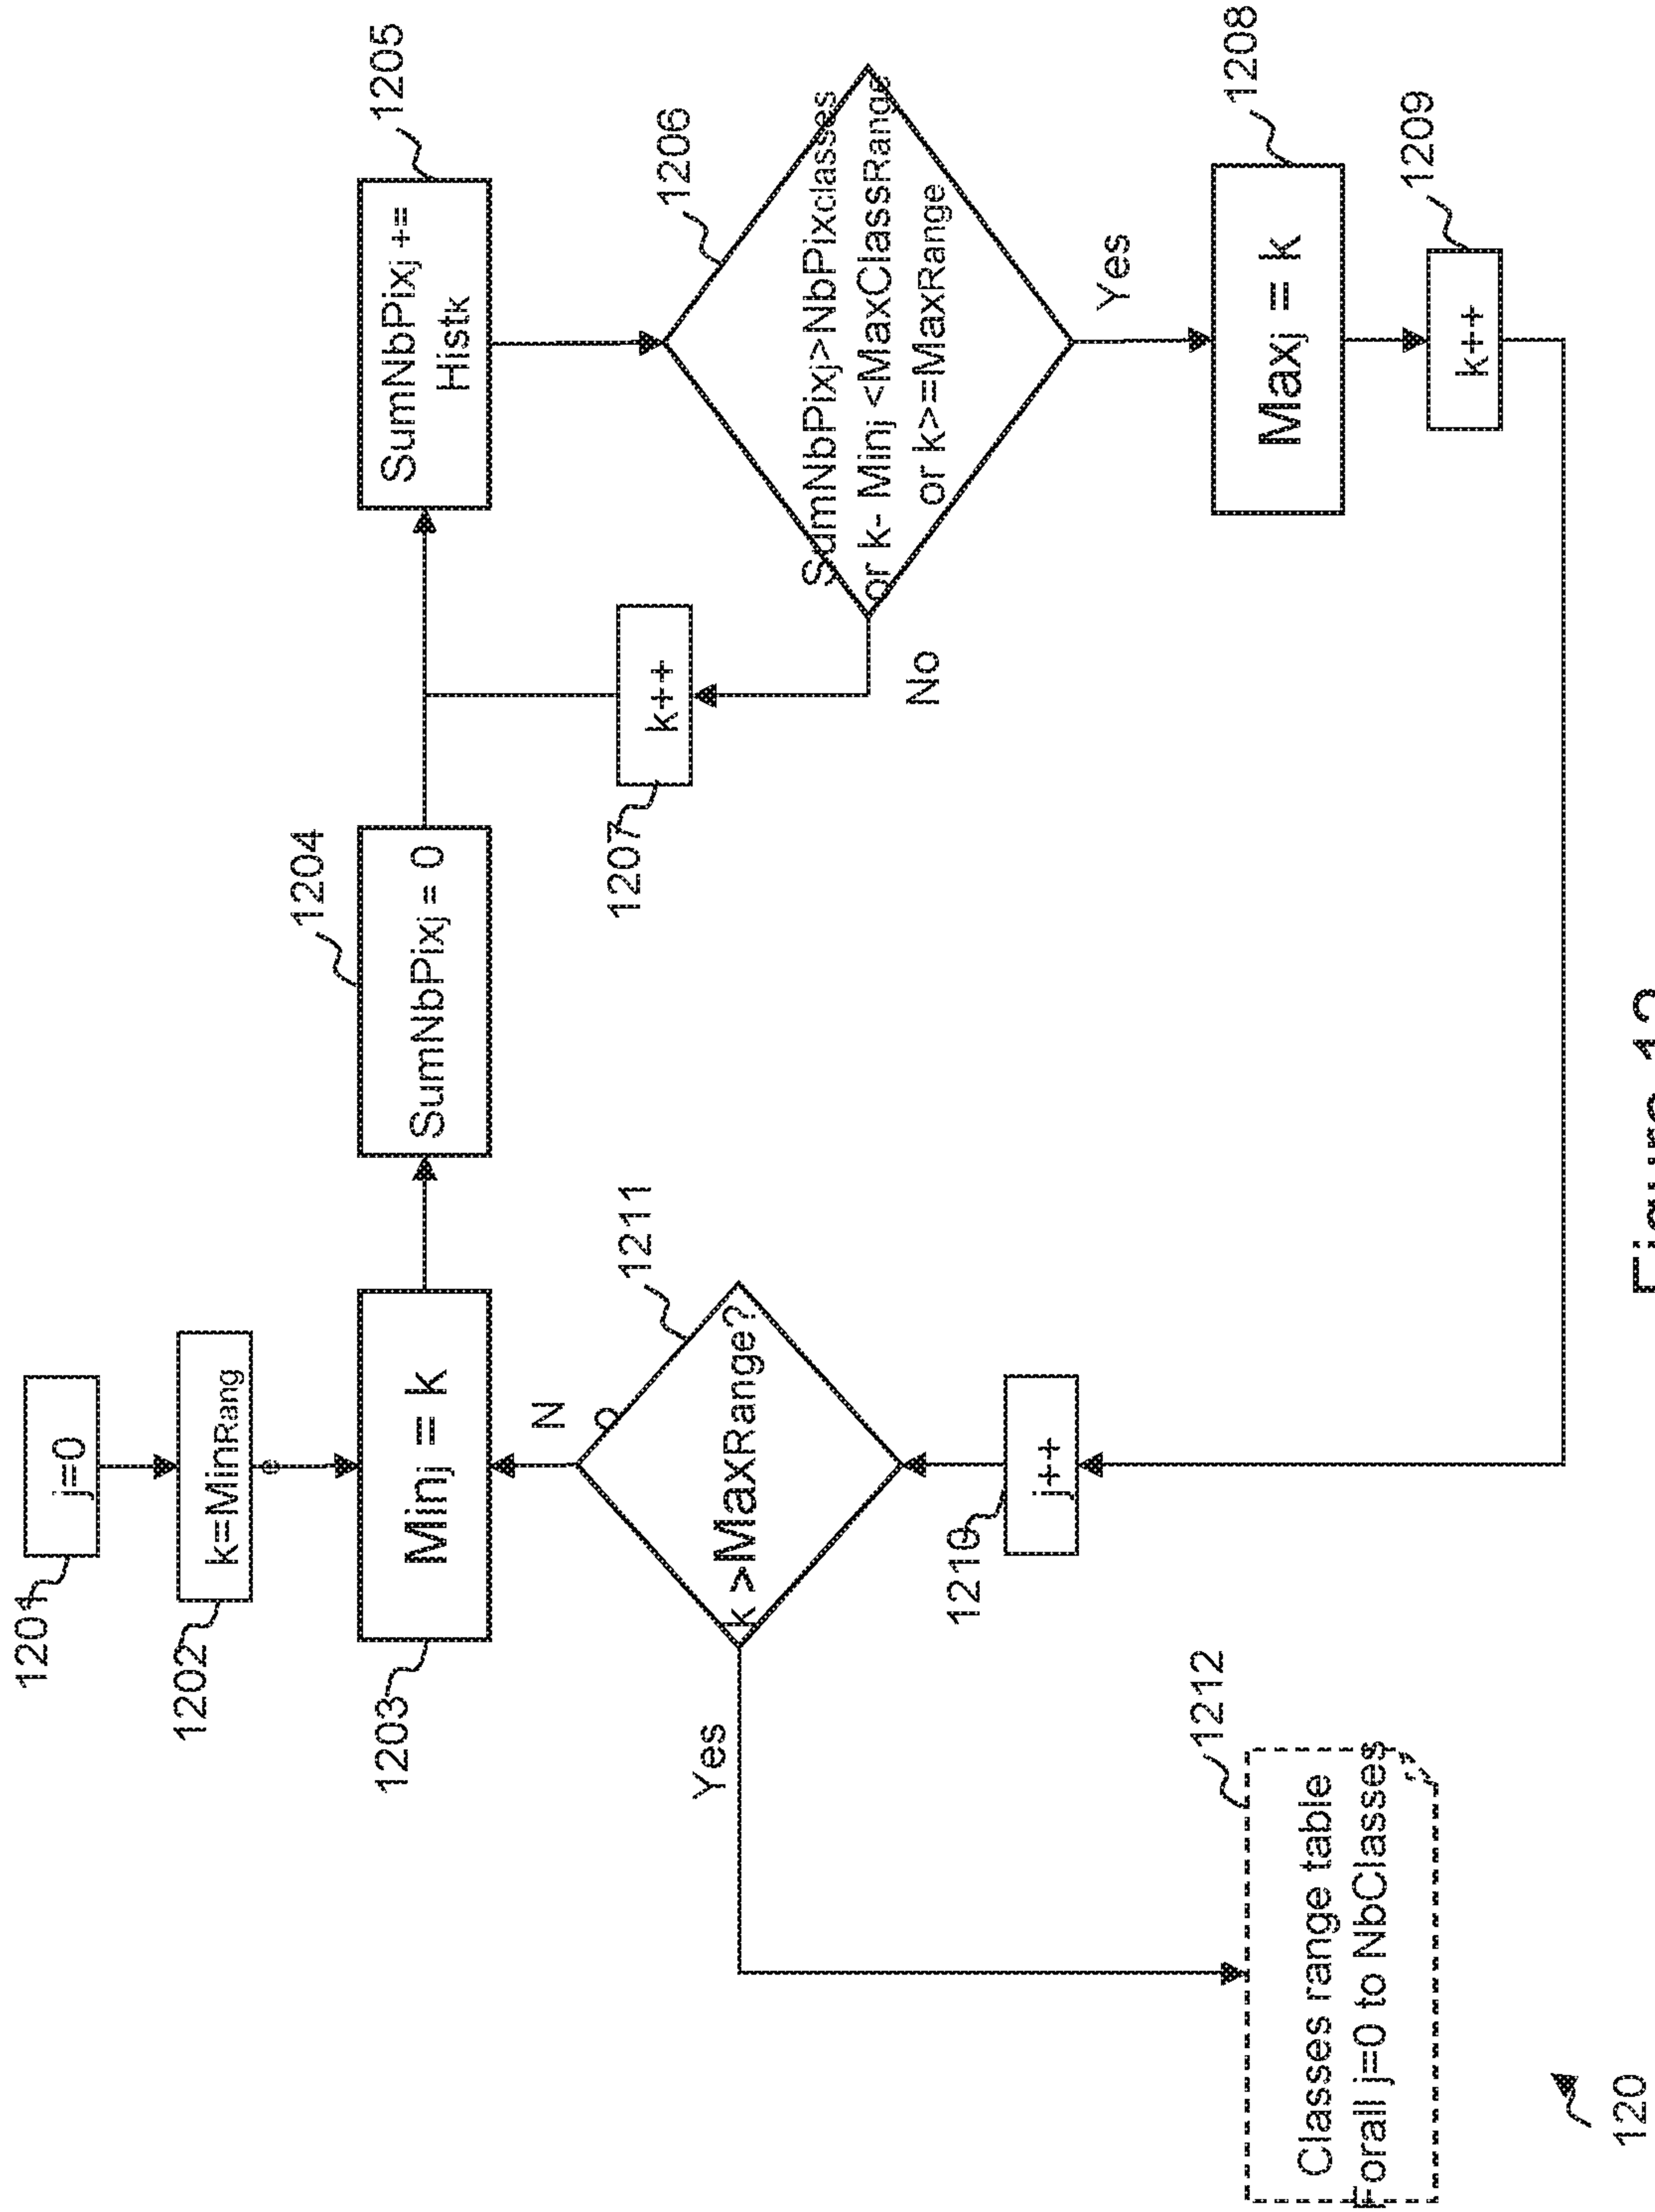 1201
j=0
1202
k=MinRang
e
1203
Minj = k
1204
SumNbPixj = 0
1205
SumNbPixj +=
Histk
1206
SumNbPixj>NbPixclasses
or k- Minj <MaxClassRange
or k>=MaxRange
No
1207
k++
Yes
1208
Maxj = k
1209
k++
1210
j++
1211
k >MaxRange?
N
o
Yes
1212
Classes range table
Forall j=0 to NbClasses
120
Figure 12